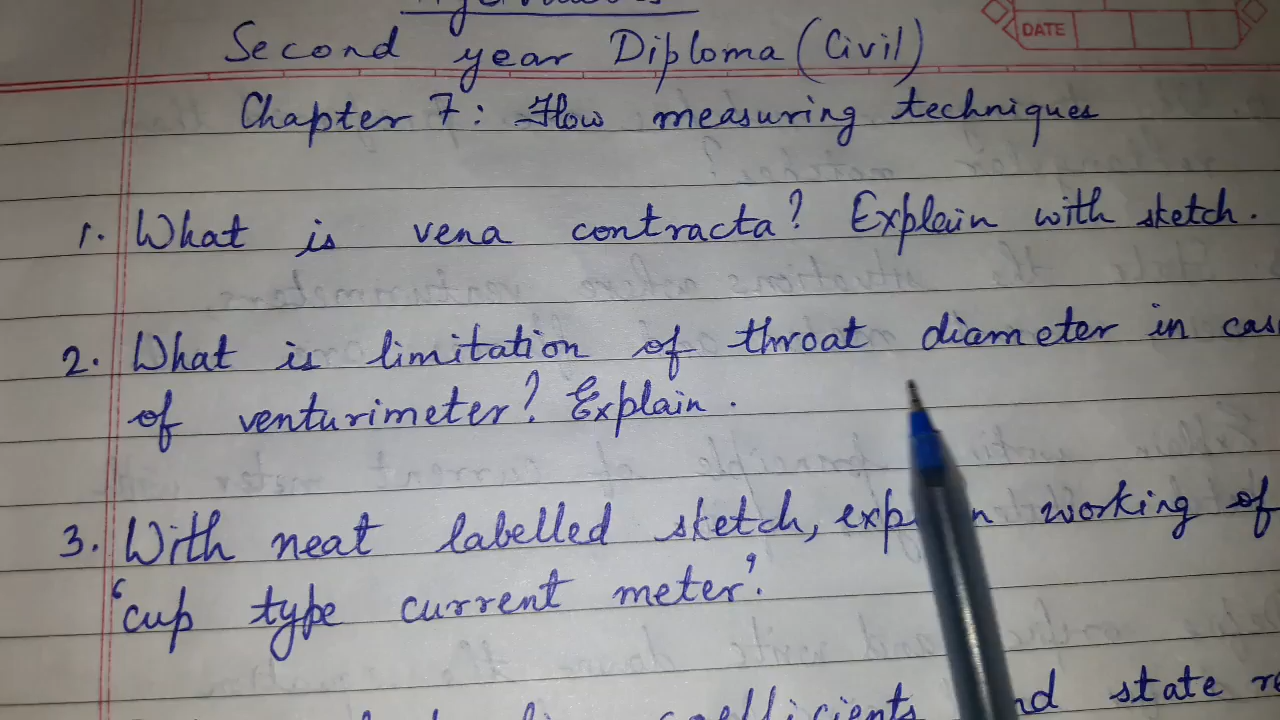 DATE
Second year Diploma (Civil)
Chapter 7: Flow measuring techniques
1. What is vena contracta? Explain with sketch.
2. What is limitation of throat diameter in
of venturimeter? Explain.
3. With neat labelled sketch, working of
'cup type current meter'.
coefficients state